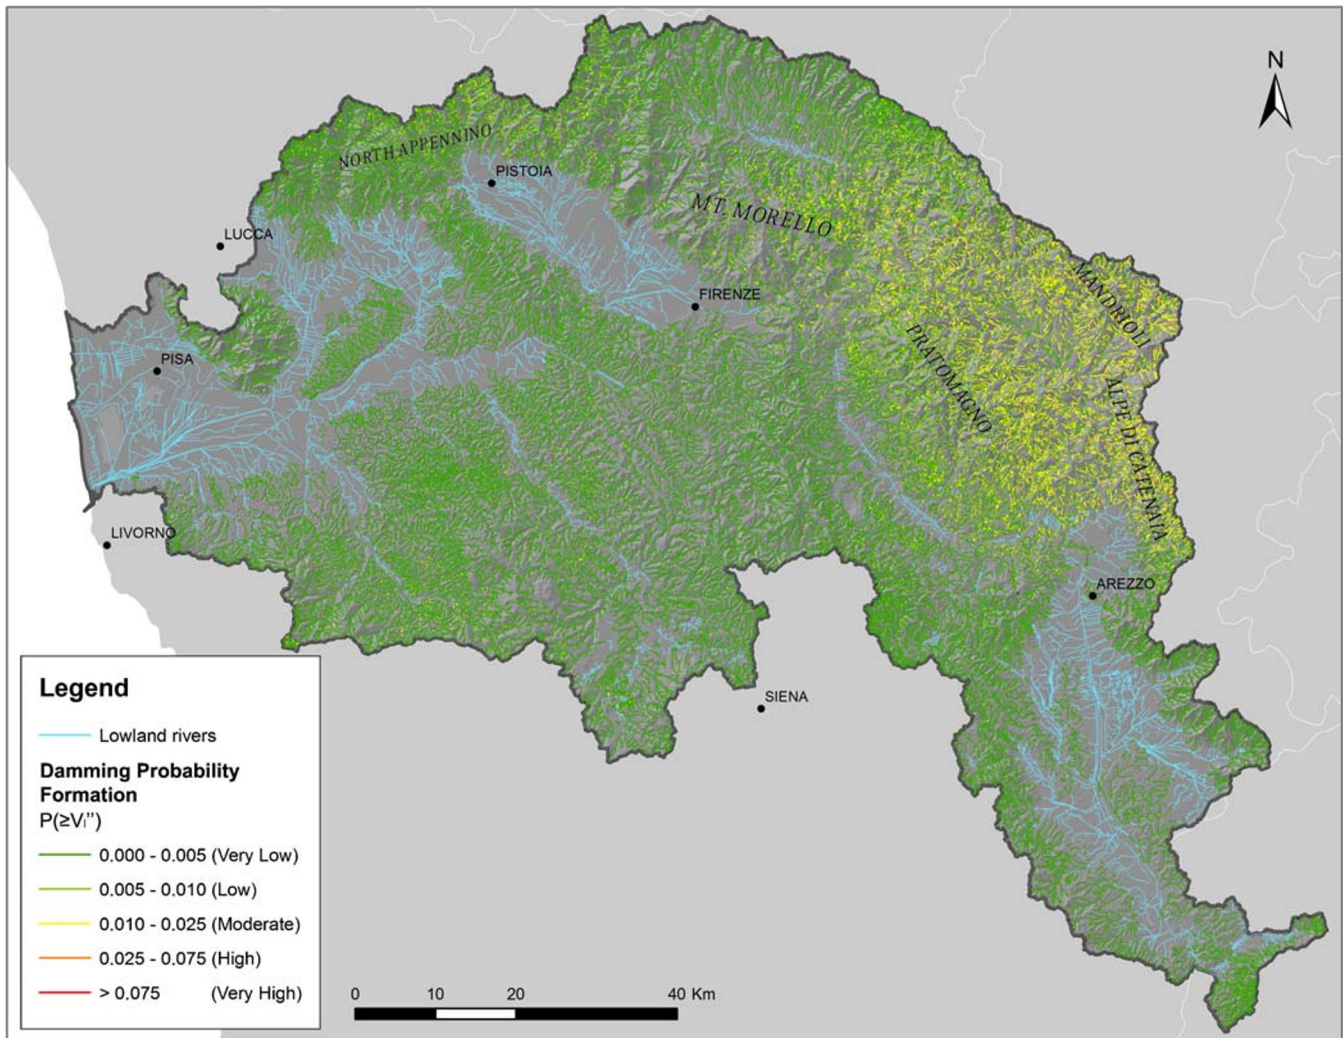 N
NORTH APPENNINO
PISTOIA
MT. MORELLO
LUCCA
MANDRIOLI
FIRENZE
PRATOMAGNO
PISA
ALPE DI CATENAIA
LIVORNO
AREZZO
SIENA
Legend
Lowland rivers
Damming Probability
Formation
P(≥Vₗ’’)
0.000 - 0.005 (Very Low)
0.005 - 0.010 (Low)
0.010 - 0.025 (Moderate)
0.025 - 0.075 (High)
> 0.075 (Very High)
0 10 20 40 Km